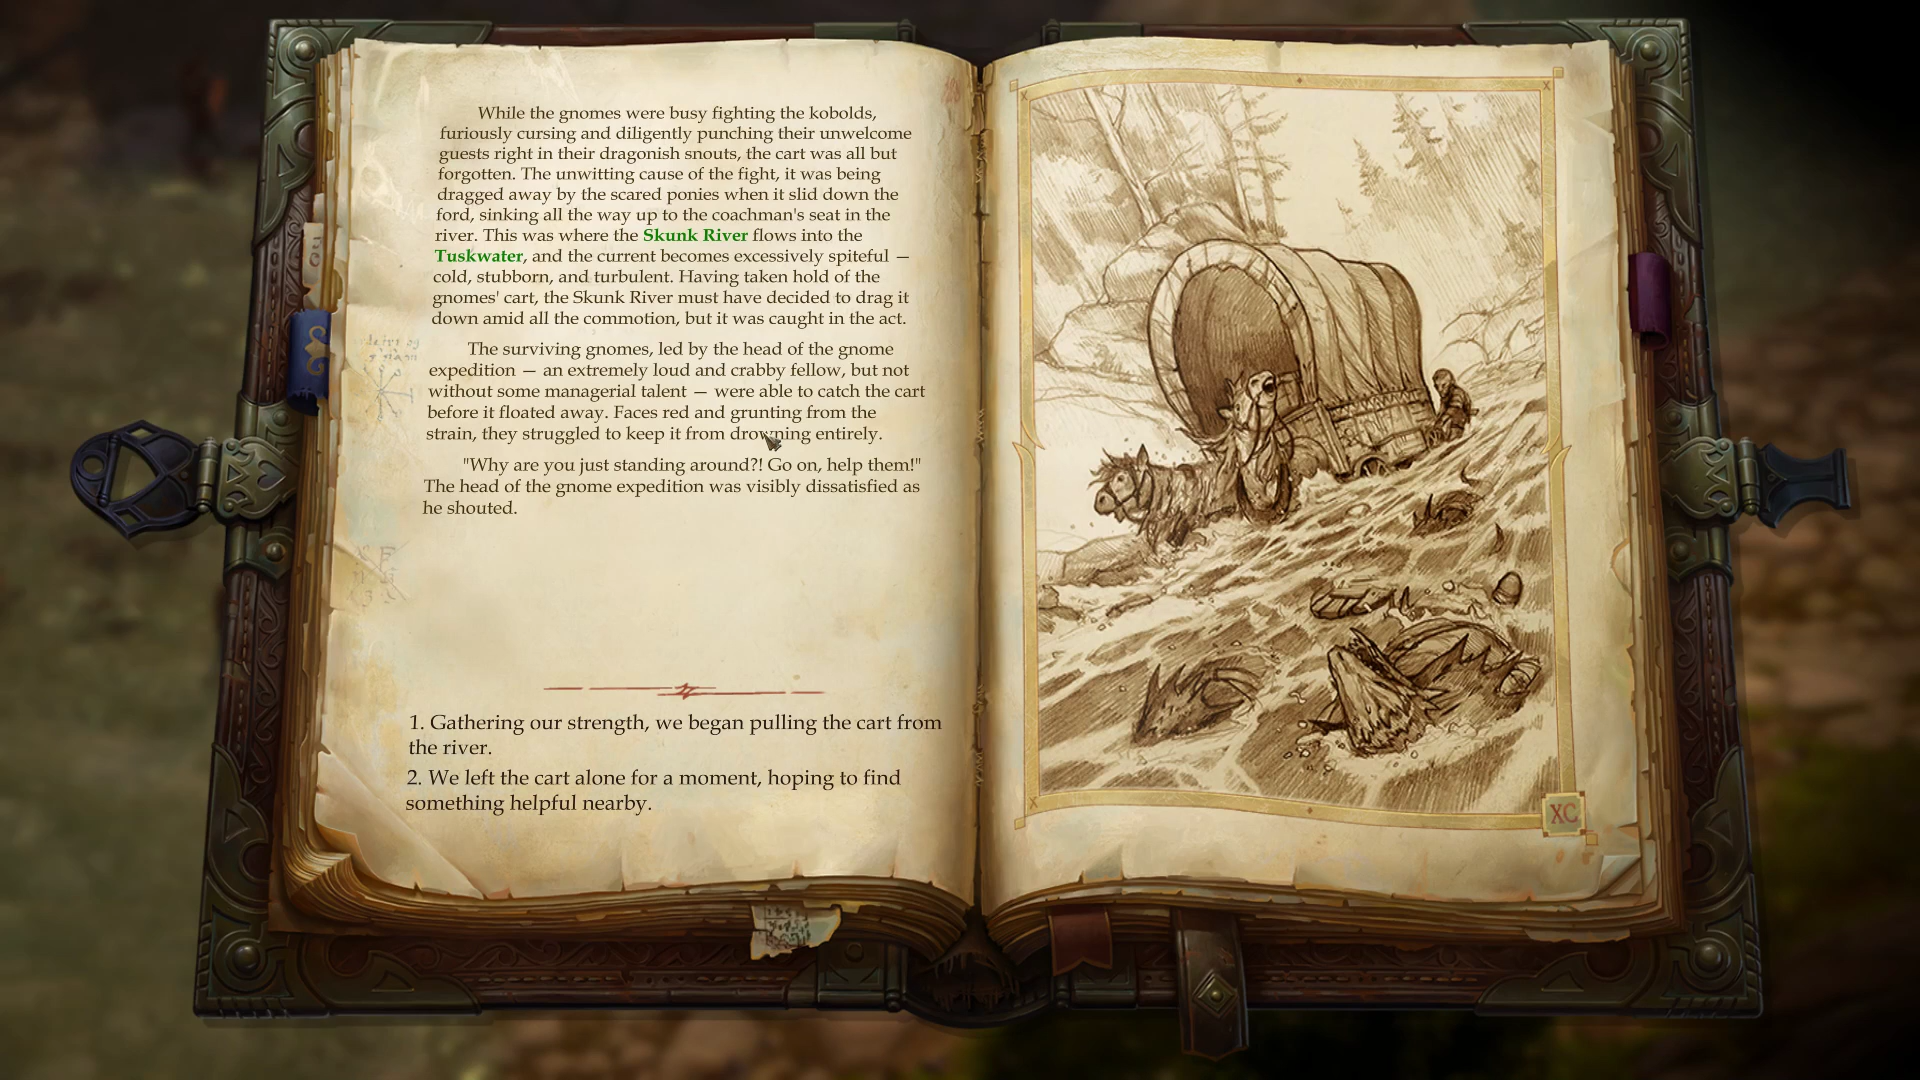 While the gnomes were busy fighting the kobolds,
furiously cursing and diligently punching their unwelcome
guests right in their dragonish snouts, the cart was all but
forgotten. The unwitting cause of the fight, it was being
dragged away by the scared ponies when it slid down the
ford, sinking all the way up to the coachman's seat in the
river. This was where the Skunk River flows into the
Tuskwater, and the current becomes excessively spiteful —
cold, stubborn, and turbulent. Having taken hold of the
gnomes' cart, the Skunk River must have decided to drag it
down amid all the commotion, but it was caught in the act.
The surviving gnomes, led by the head of the gnome
expedition — an extremely loud and crabby fellow, but not
without some managerial talent — were able to catch the cart
before it floated away. Faces red and grunting from the
strain, they struggled to keep it from drowning entirely.
"Why are you just standing around?! Go on, help them!"
The head of the gnome expedition was visibly dissatisfied as
he shouted.
1. Gathering our strength, we began pulling the cart from
the river.
2. We left the cart alone for a moment, hoping to find
something helpful nearby.
XC